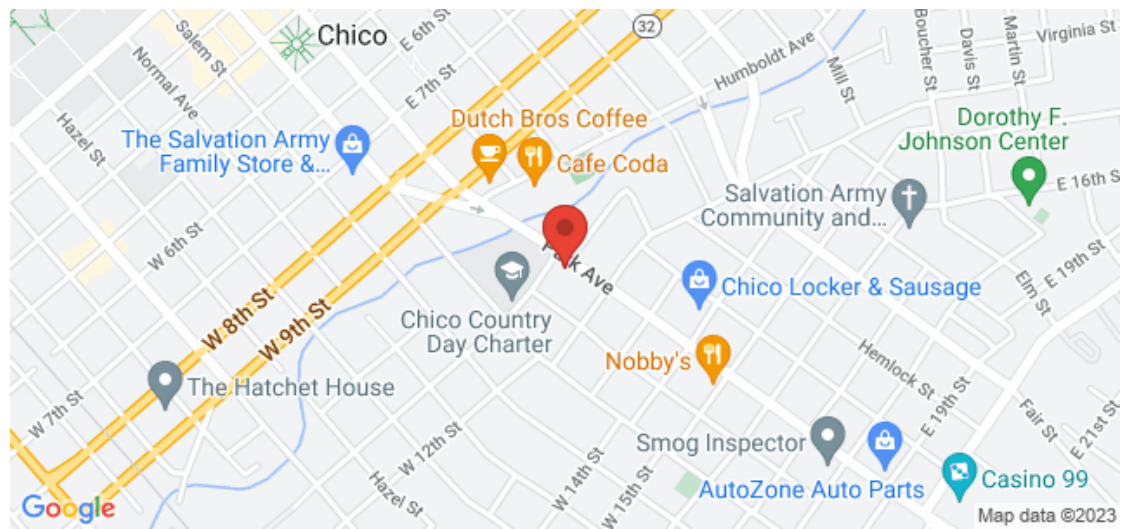 Chico
E 6th St
32
Humboldt Ave
Boucher St
Davis St
Martin St
Virginia St
Salem St
Normal Ave
E 7th St
Mill St
Hazel St
Dutch Bros Coffee
Dorothy F.
Johnson Center
The Salvation Army
Family Store &...
Cafe Coda
Salvation Army
Community and...
E 16th S
W 6th St
Park Ave
E 19th St
Elm St
Chico Locker & Sausage
W 8th St
W 9th St
Chico Country
Day Charter
Nobby's
Hemlock St
The Hatchet House
W 7th St
E 19th St
Fair St
E 21st St
W 12th St
Smog Inspector
Hazel St
W 14th St
W 15th St
AutoZone Auto Parts
Casino 99
Google
Map data ©2023